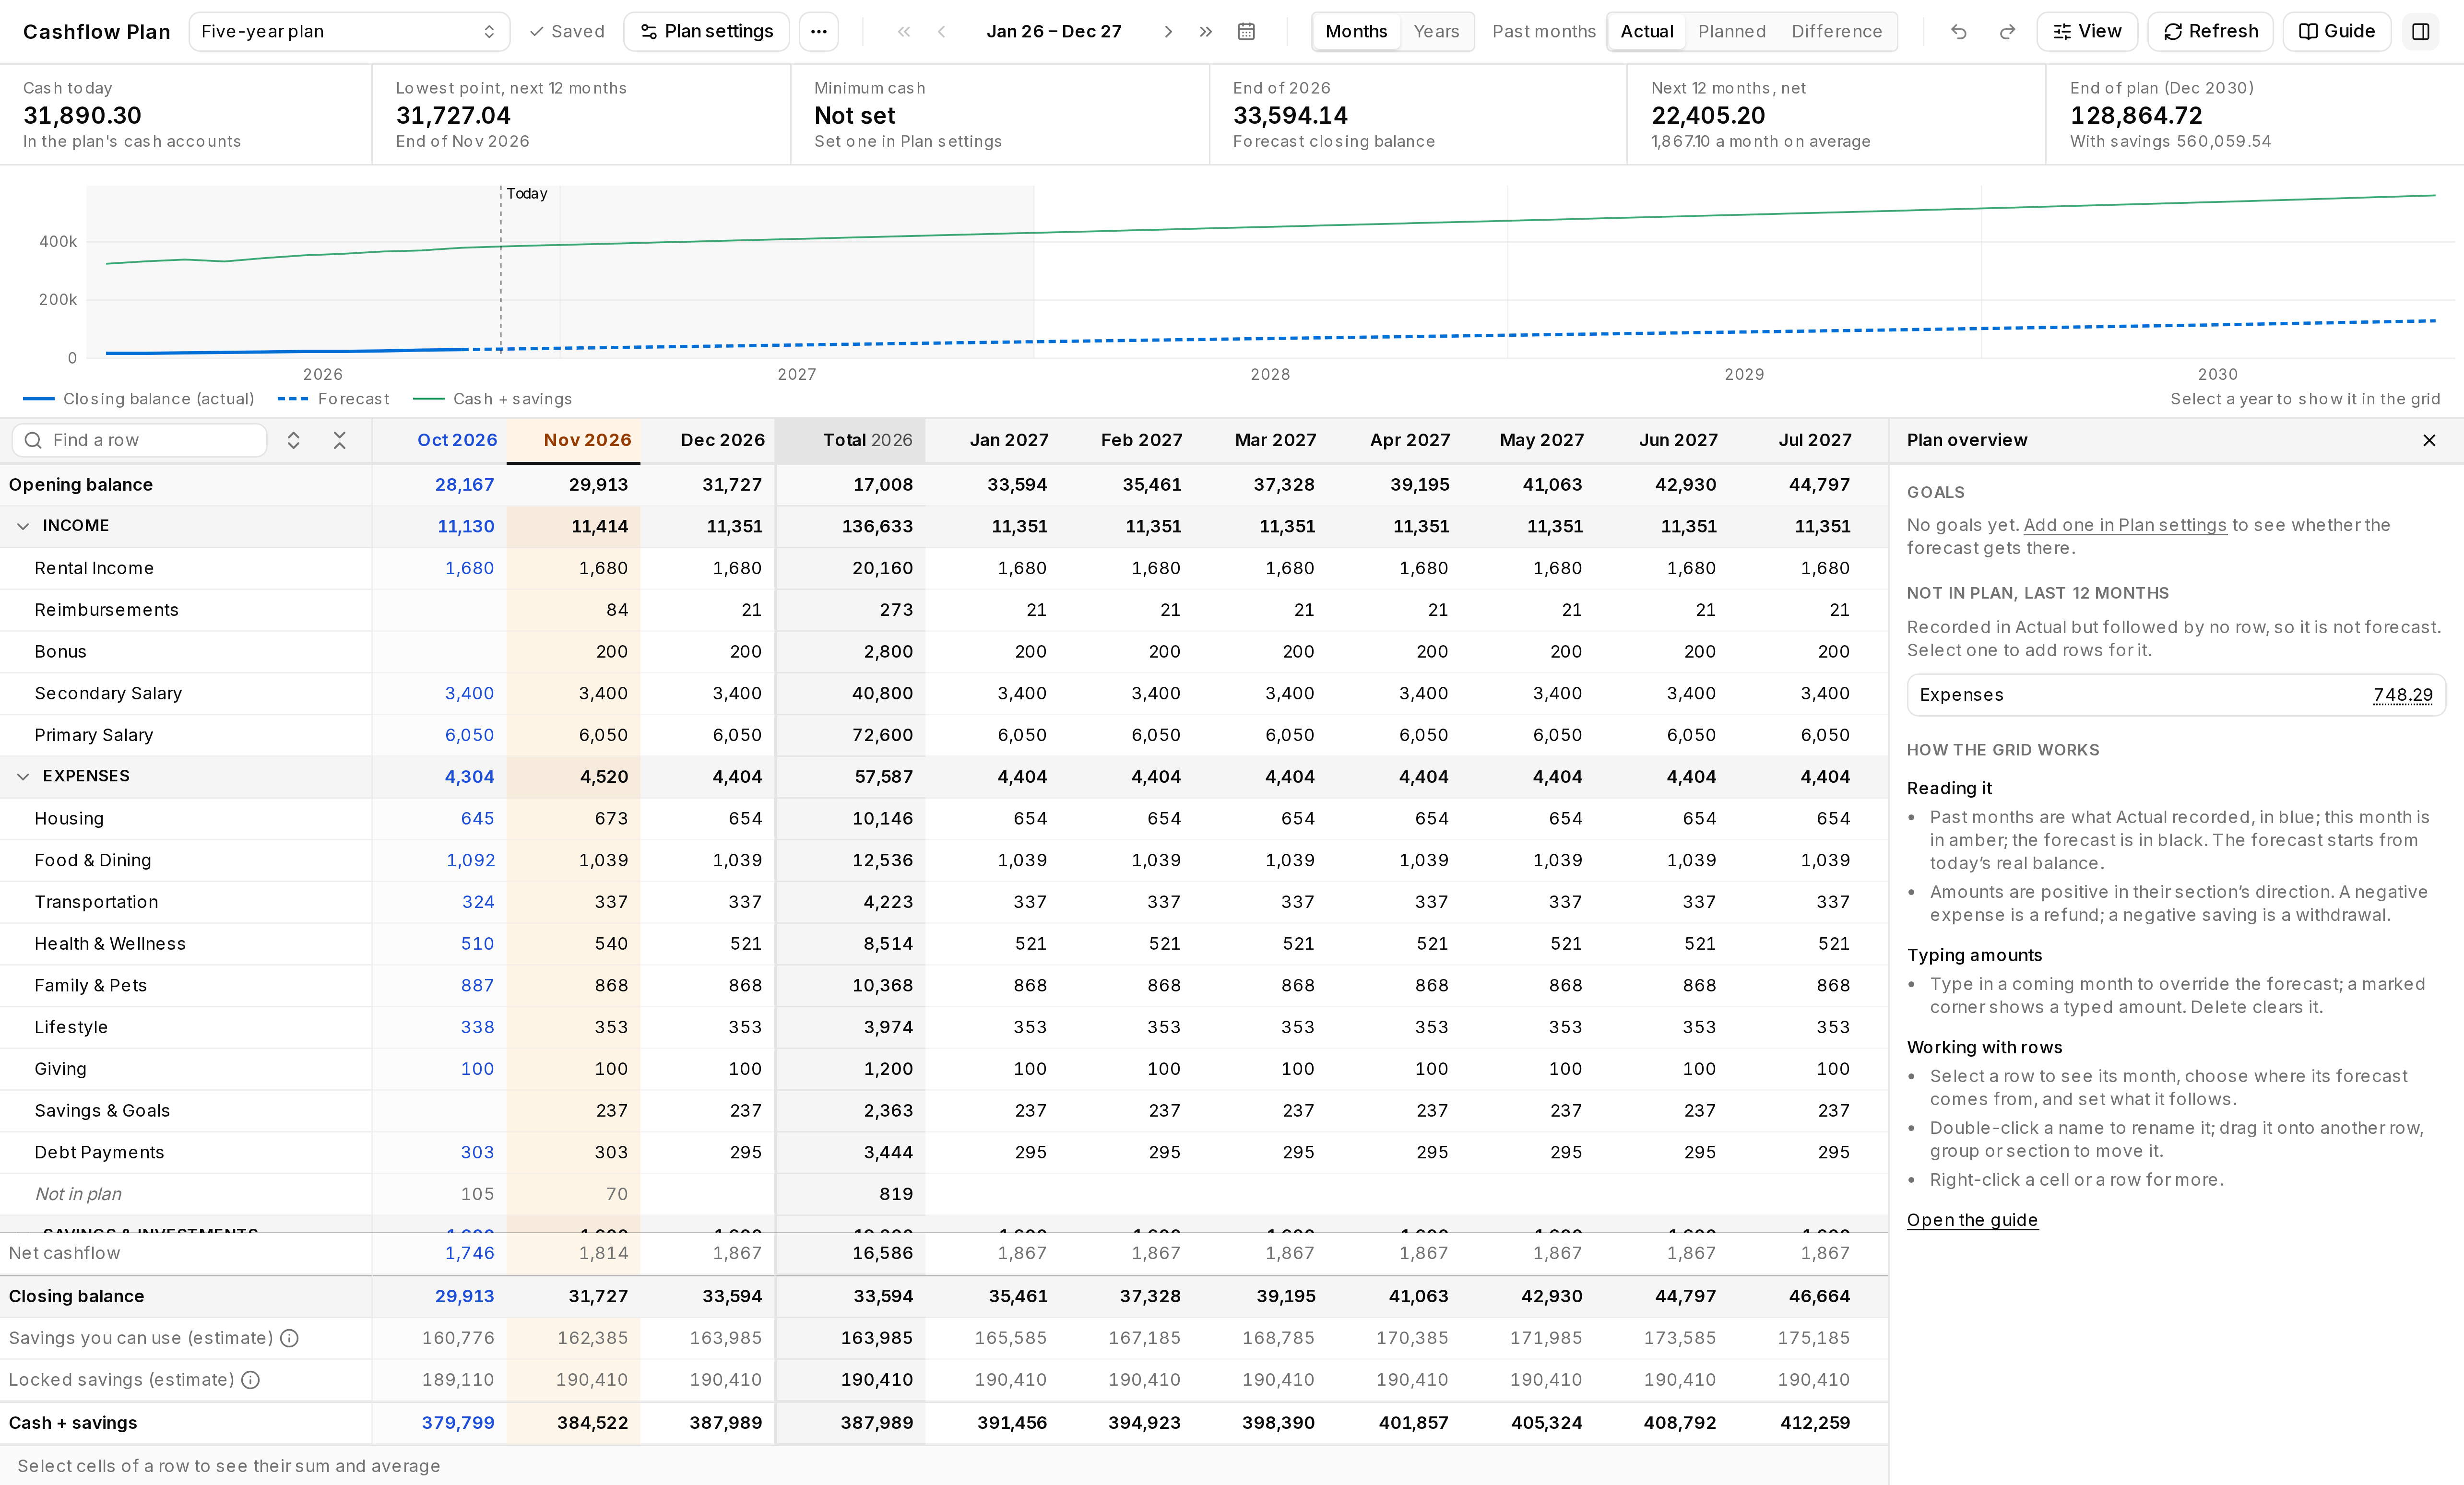 Cashflow Plan Five-year plan Saved Plan settings Jan 26 – Dec 27 Months Years Past months Actual Planned Difference View Refresh Guide
Cash today Lowest point, next 12 months Minimum cash End of 2026 Next 12 months, net End of plan (Dec 2030)
31,890.30 31,727.04 Not set 33,594.14 22,405.20 128,864.72
In the plan's cash accounts End of Nov 2026 Set one in Plan settings Forecast closing balance 1,867.10 a month on average With savings 560,059.54
Today
400k
200k
0
2026 2027 2028 2029 2030
Closing balance (actual) Forecast Cash + savings Select a year to show it in the grid
Find a row Oct 2026 Nov 2026 Dec 2026 Total 2026 Jan 2027 Feb 2027 Mar 2027 Apr 2027 May 2027 Jun 2027 Jul 2027
Opening balance 28,167 29,913 31,727 17,008 33,594 35,461 37,328 39,195 41,063 42,930 44,797
INCOME 11,130 11,414 11,351 136,633 11,351 11,351 11,351 11,351 11,351 11,351 11,351
Rental Income 1,680 1,680 1,680 20,160 1,680 1,680 1,680 1,680 1,680 1,680 1,680
Reimbursements 84 21 273 21 21 21 21 21 21 21
Bonus 200 200 2,800 200 200 200 200 200 200 200
Secondary Salary 3,400 3,400 3,400 40,800 3,400 3,400 3,400 3,400 3,400 3,400 3,400
Primary Salary 6,050 6,050 6,050 72,600 6,050 6,050 6,050 6,050 6,050 6,050 6,050
EXPENSES 4,304 4,520 4,404 57,587 4,404 4,404 4,404 4,404 4,404 4,404 4,404
Housing 645 673 654 10,146 654 654 654 654 654 654 654
Food & Dining 1,092 1,039 1,039 12,536 1,039 1,039 1,039 1,039 1,039 1,039 1,039
Transportation 324 337 337 4,223 337 337 337 337 337 337 337
Health & Wellness 510 540 521 8,514 521 521 521 521 521 521 521
Family & Pets 887 868 868 10,368 868 868 868 868 868 868 868
Lifestyle 338 353 353 3,974 353 353 353 353 353 353 353
Giving 100 100 100 1,200 100 100 100 100 100 100 100
Savings & Goals 237 237 2,363 237 237 237 237 237 237 237
Debt Payments 303 303 295 3,444 295 295 295 295 295 295 295
Not in plan 105 70 819
SAVINGS & INVESTMENTS
Net cashflow 1,746 1,814 1,867 16,586 1,867 1,867 1,867 1,867 1,867 1,867 1,867
Closing balance 29,913 31,727 33,594 33,594 35,461 37,328 39,195 41,063 42,930 44,797 46,664
Savings you can use (estimate) 160,776 162,385 163,985 163,985 165,585 167,185 168,785 170,385 171,985 173,585 175,185
Locked savings (estimate) 189,110 190,410 190,410 190,410 190,410 190,410 190,410 190,410 190,410 190,410 190,410
Cash + savings 379,799 384,522 387,989 387,989 391,456 394,923 398,390 401,857 405,324 408,792 412,259
Select cells of a row to see their sum and average
Plan overview
GOALS
No goals yet. Add one in Plan settings to see whether the
forecast gets there.
NOT IN PLAN, LAST 12 MONTHS
Recorded in Actual but followed by no row, so it is not forecast.
Select one to add rows for it.
Expenses 748.29
HOW THE GRID WORKS
Reading it
• Past months are what Actual recorded, in blue; this month is
in amber; the forecast is in black. The forecast starts from
today’s real balance.
• Amounts are positive in their section’s direction. A negative
expense is a refund; a negative saving is a withdrawal.
Typing amounts
• Type in a coming month to override the forecast; a marked
corner shows a typed amount. Delete clears it.
Working with rows
• Select a row to see its month, choose where its forecast
comes from, and set what it follows.
• Double-click a name to rename it; drag it onto another row,
group or section to move it.
• Right-click a cell or a row for more.
Open the guide